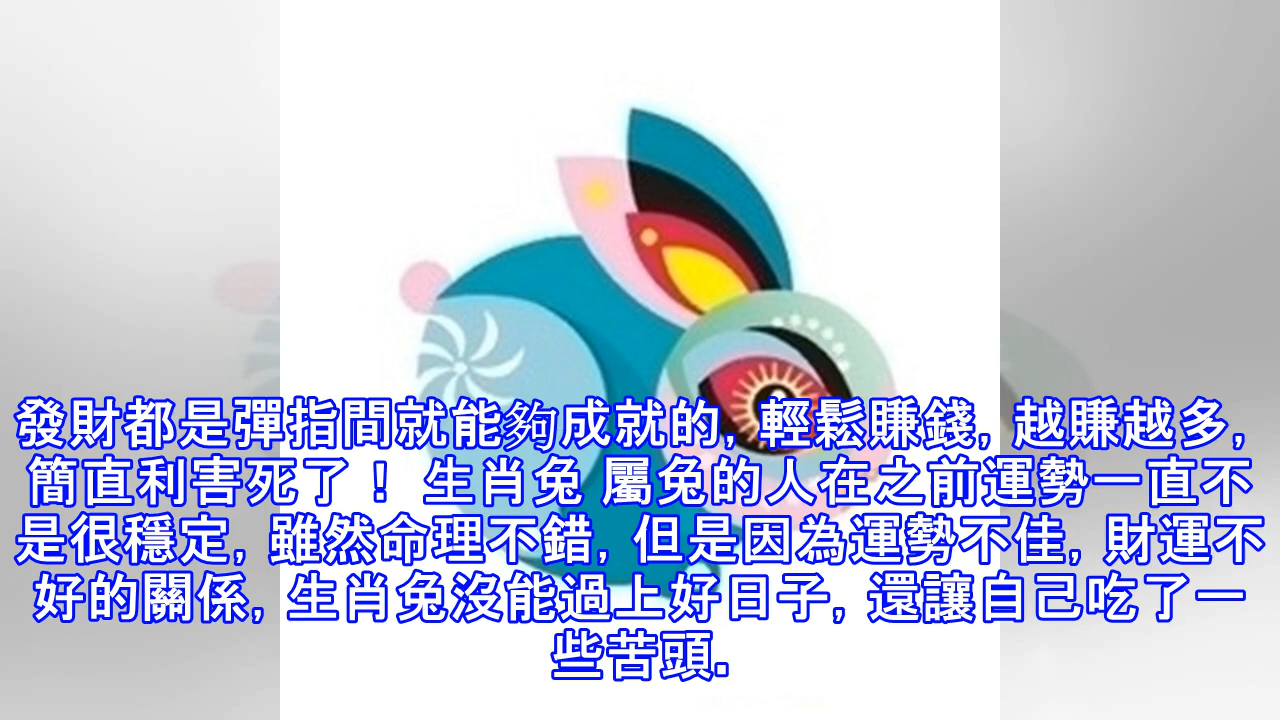 發財都是彈指間就能夠成就的, 輕鬆賺錢, 越賺越多,
簡直利害死了！ 生肖兔 屬兔的人在之前運勢一直不
是很穩定, 雖然命理不錯, 但是因為運勢不佳, 財運不
好的關係, 生肖兔沒能過上好日子, 還讓自己吃了一
些苦頭.